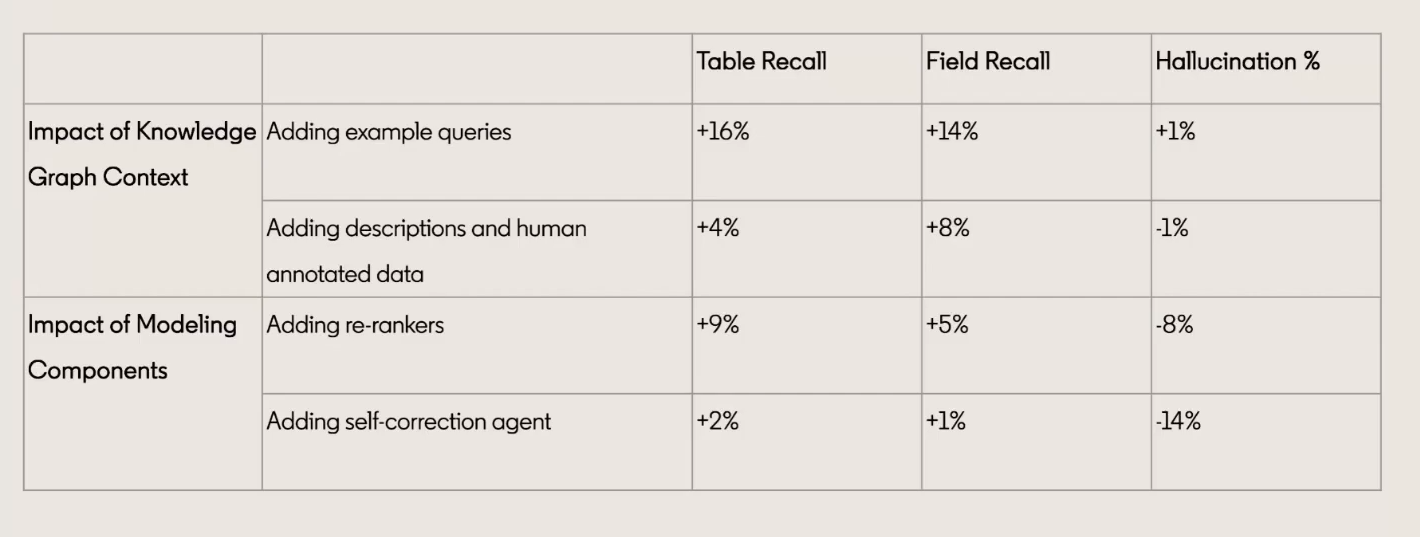 Table Recall Field Recall Hallucination %
Impact of Knowledge Adding example queries +16% +14% +1%
Graph Context
Adding descriptions and human +4% +8% -1%
annotated data
Impact of Modeling Adding re-rankers +9% +5% -8%
Components
Adding self-correction agent +2% +1% -14%